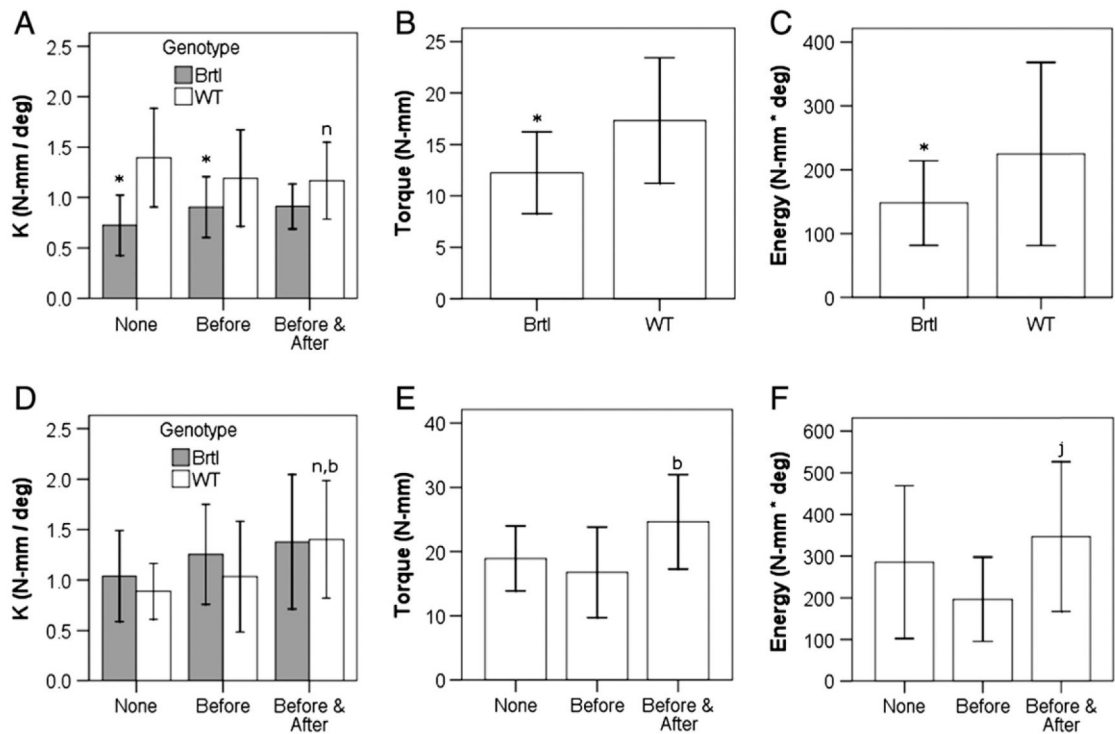 A
K (N-mm / deg)
2.5
2.0
1.5
1.0
0.5
0.0
Genotype
Brtl
WT
*
*
n
None
Before
Before &
After
B
Torque (N-mm)
25
20
15
10
5
0
*
Brtl
WT
C
Energy (N-mm * deg)
400
300
200
100
0
*
Brtl
WT
D
K (N-mm / deg)
2.5
2.0
1.5
1.0
0.5
0.0
Genotype
Brtl
WT
n,b
None
Before
Before &
After
E
Torque (N-mm)
40
30
20
10
0
b
None
Before
Before &
After
F
Energy (N-mm * deg)
600
500
400
300
200
100
0
j
None
Before
Before &
After